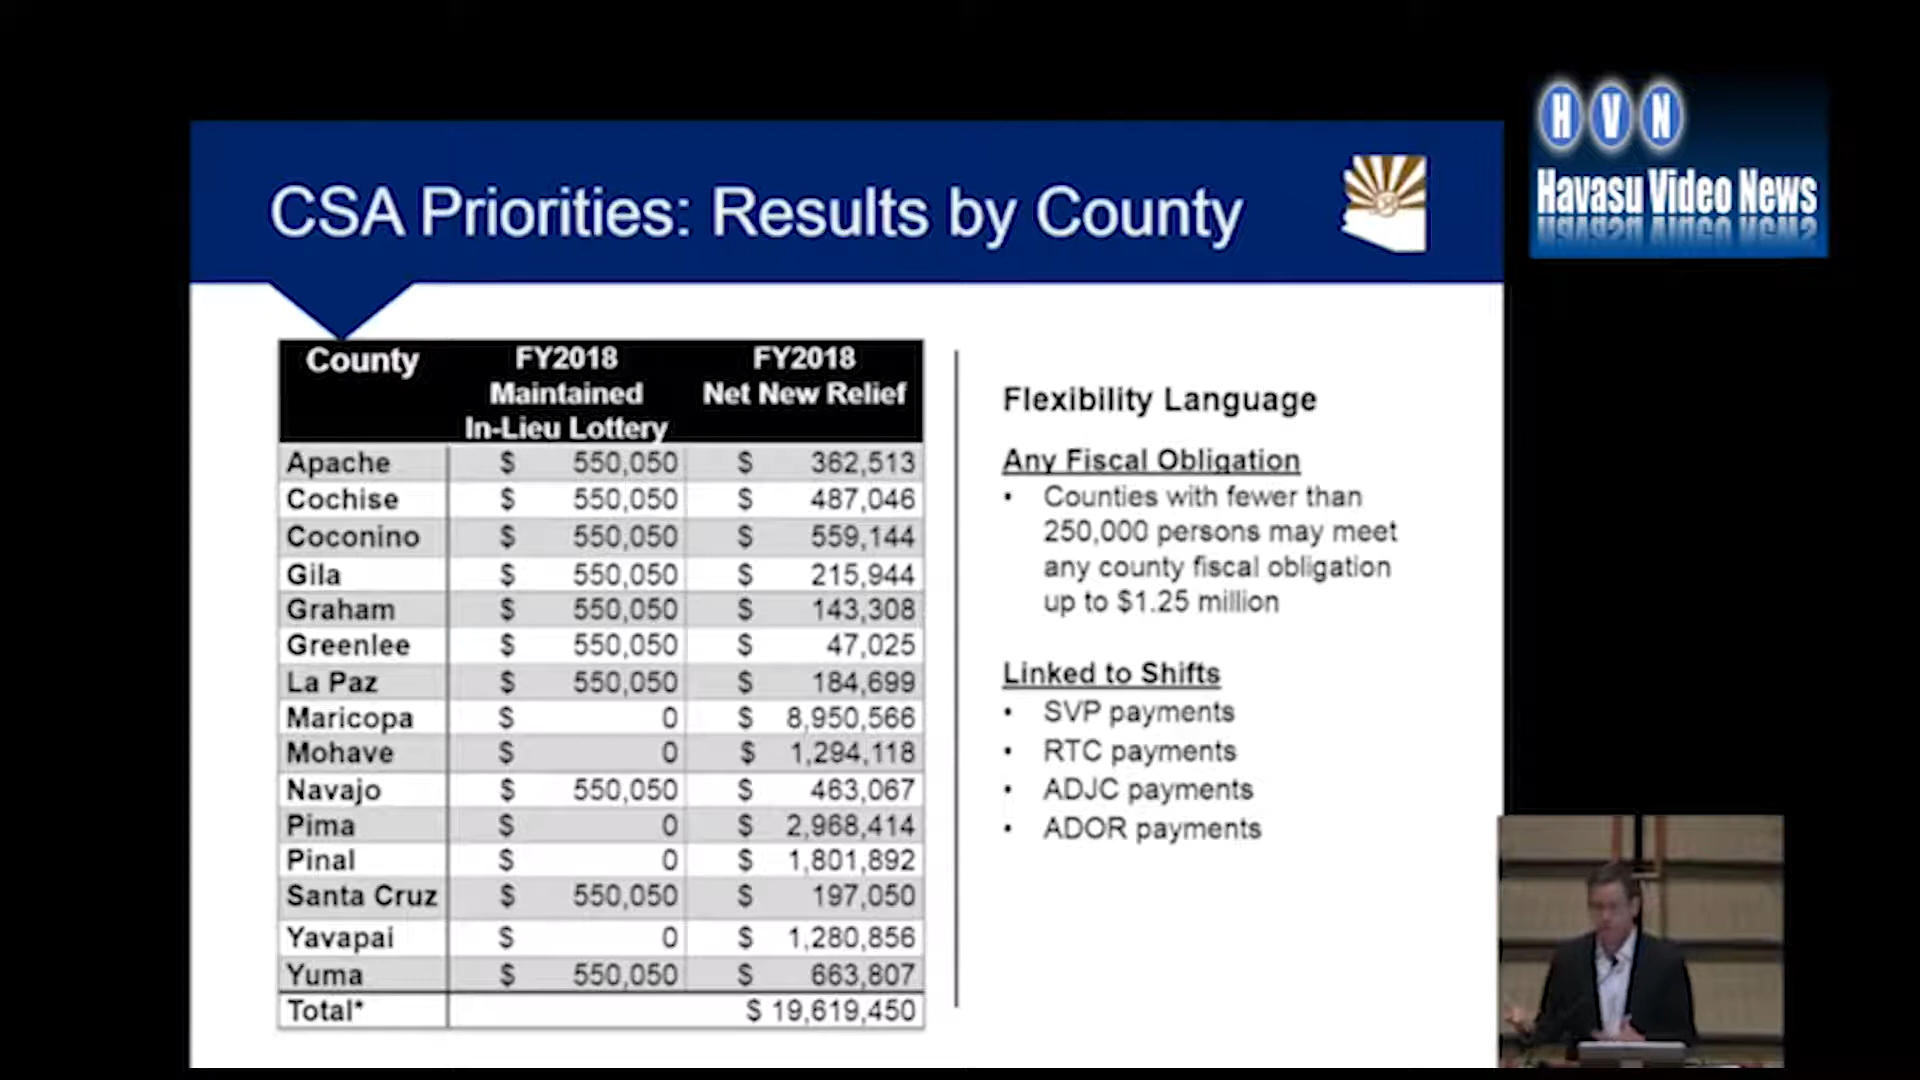 H V N
Havasu Video News
CSA Priorities: Results by County
County FY2018 Maintained In-Lieu Lottery FY2018 Net New Relief
Apache $ 550,050 $ 362,513
Cochise $ 550,050 $ 487,046
Coconino $ 550,050 $ 559,144
Gila $ 550,050 $ 215,944
Graham $ 550,050 $ 143,308
Greenlee $ 550,050 $ 47,025
La Paz $ 550,050 $ 184,699
Maricopa $ 0 $ 8,950,566
Mohave $ 0 $ 1,294,118
Navajo $ 550,050 $ 463,067
Pima $ 0 $ 2,968,414
Pinal $ 0 $ 1,801,892
Santa Cruz $ 550,050 $ 197,050
Yavapai $ 0 $ 1,280,856
Yuma $ 550,050 $ 663,807
Total* $ 19,619,450
Flexibility Language
Any Fiscal Obligation
• Counties with fewer than
250,000 persons may meet
any county fiscal obligation
up to $1.25 million
Linked to Shifts
• SVP payments
• RTC payments
• ADJC payments
• ADOR payments